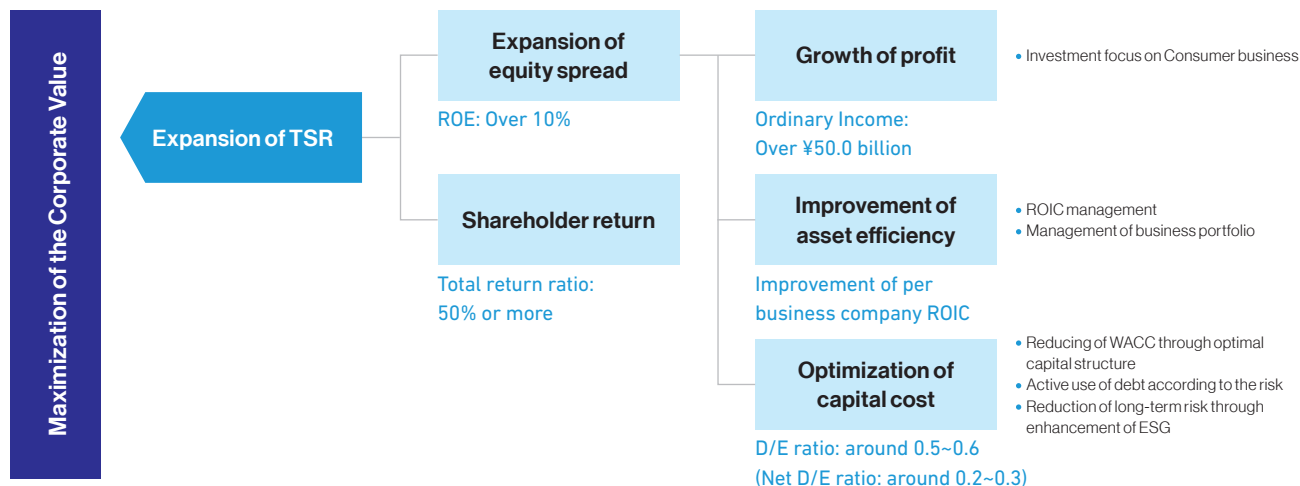 Maximization of the Corporate Value
Expansion of TSR
Expansion of
equity spread
ROE: Over 10%
Shareholder return
Total return ratio:
50% or more
Growth of profit
Ordinary Income:
Over ¥50.0 billion
• Investment focus on Consumer business
Improvement of
asset efficiency
Improvement of per
business company ROIC
• ROIC management
• Management of business portfolio
Optimization of
capital cost
D/E ratio: around 0.5~0.6
(Net D/E ratio: around 0.2~0.3)
• Reducing of WACC through optimal
capital structure
• Active use of debt according to the risk
• Reduction of long-term risk through
enhancement of ESG